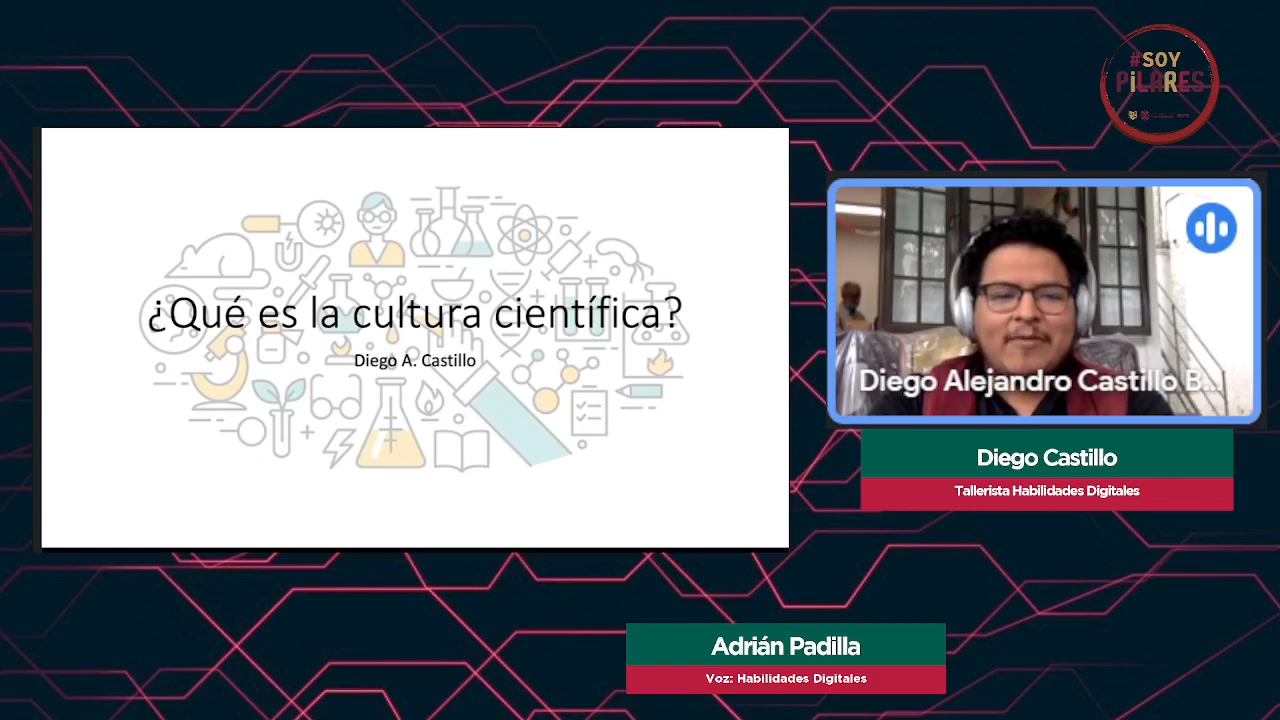 #SOY
PiLARES
¿Qué es la cultura científica?
Diego A. Castillo
Diego Alejandro Castillo B...
Diego Castillo
Tallerista Habilidades Digitales
Adrián Padilla
Voz: Habilidades Digitales